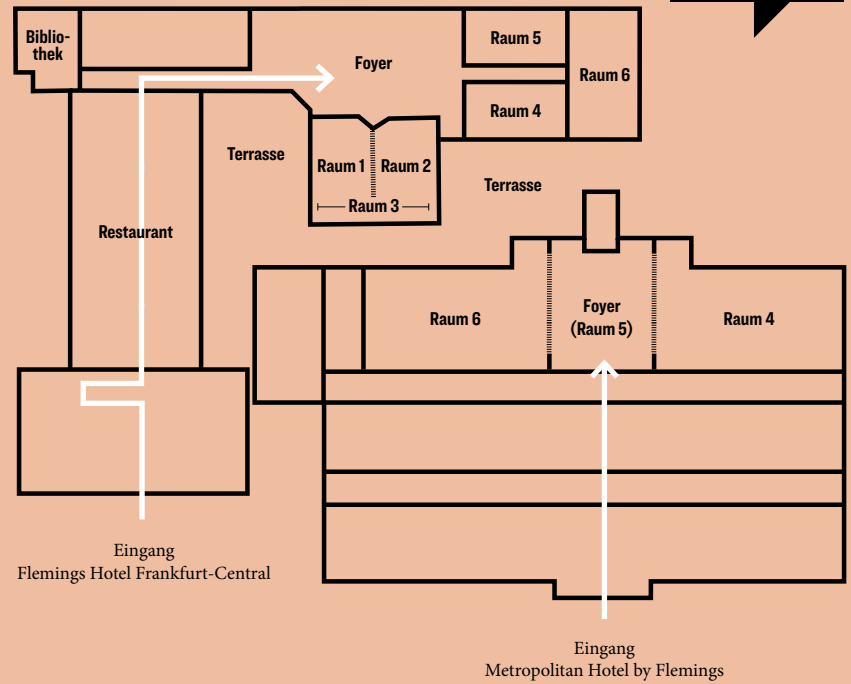 Biblio-
thek
Foyer
Raum 5
Raum 6
Raum 4
Terrasse
Raum 1
Raum 2
Raum 3
Terrasse
Restaurant
Raum 6
Foyer
(Raum 5)
Raum 4
Eingang
Flemings Hotel Frankfurt-Central
Eingang
Metropolitan Hotel by Flemings